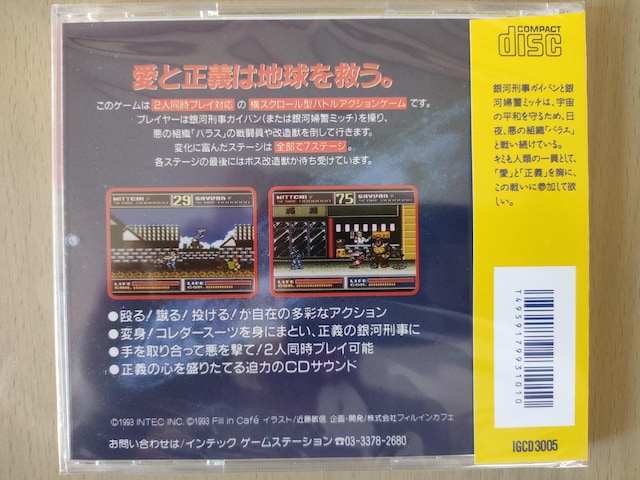 COMPACT
disc
愛と正義は地球を救う。
このゲームは 2人同時プレイ対応 の 横スクロール型バトルアクションゲーム です。
プレイヤーは銀河刑事ガイバン(または銀河婦警ミッチ)を操り、
悪の組織「バラス」の戦闘員や改造獣を倒して行きます。
変化に富んだステージは 全部で7ステージ。
各ステージの最後にはボス改造獣が待ち受けています。
銀河刑事ガイバンと銀
河婦警ミッチは、宇宙
の平和を守るため、日
夜、悪の組織「バラス」
と戦い続けている。
キミも人類の一員として、
「愛」と「正義」を胸に、
この戦いに参加して欲
しい。
MITTCHI 29 GAYVAN
LIFE
COM.
LIFE
COM.
MITTCHI 75 GAYVAN
LIFE
COM.
LIFE
COM.
●殴る！蹴る！投げる！が自在の多彩なアクション
●変身！コレダースーツを身にまとい、正義の銀河刑事に
●手を取り合って悪を撃て！2人同時プレイ可能
●正義の心を盛りたてる迫力のCDサウンド
©1993 INTEC INC. ©1993 Fill in Café イラスト/近藤敏信 企画・開発/株式会社フィルインカフェ
お問い合わせは/インテック ゲームステーション ☎03-3378-2680
T4959179931010
IGCD3005